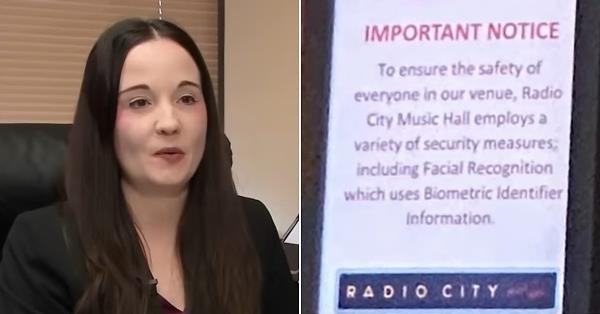 IMPORTANT NOTICE
To ensure the safety of
everyone in our venue, Radio
City Music Hall employs a
variety of security measures;
including Facial Recognition
which uses Biometric Identifier
Information.
RADIO CITY